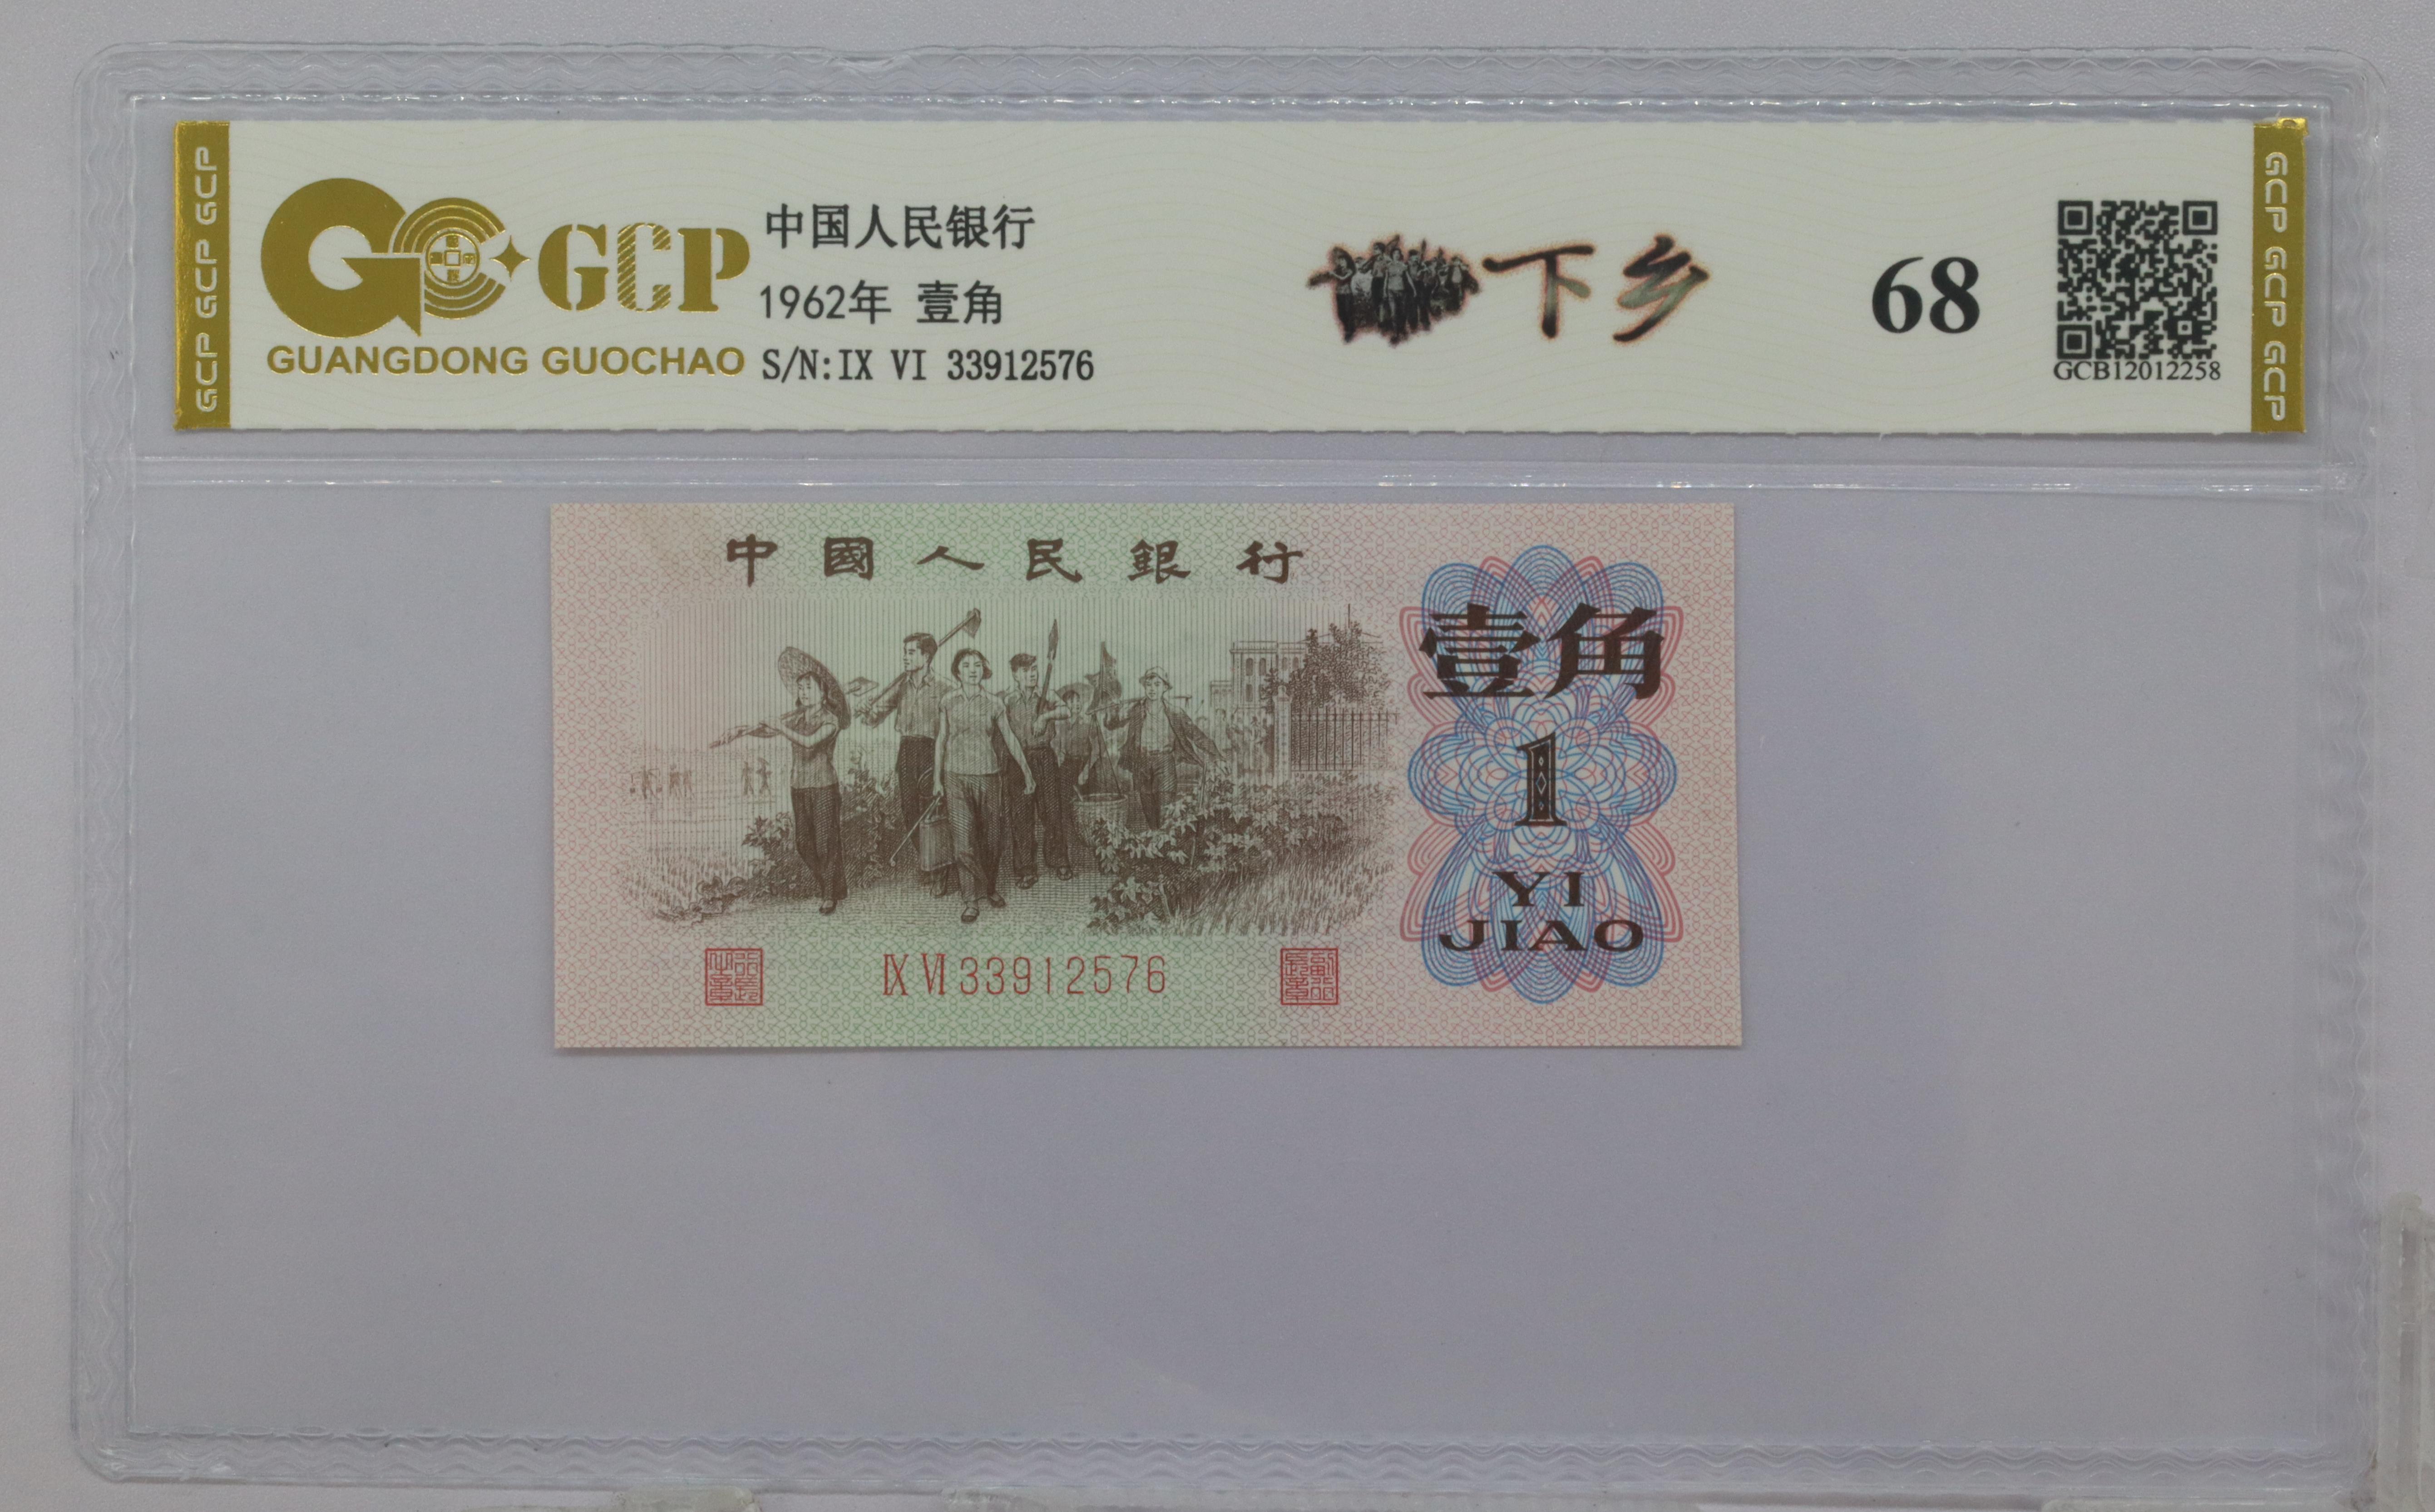 GCP GCP GCP
GCP
GUANGDONG GUOCHAO
中国人民银行
1962年 壹角
S/N:IX VI 33912576
下乡
68
GCB12012258
GCP GCP GCP
中國人民銀行
壹角
1
YI
JIAO
IX VI 33912576